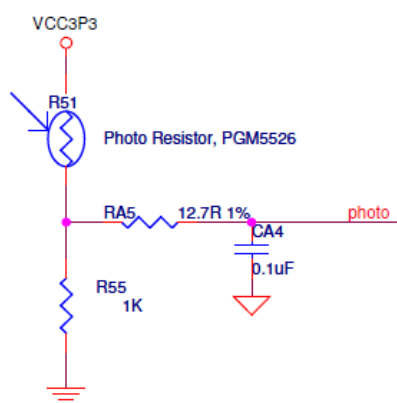 VCC3P3
R51
Photo Resistor, PGM5526
RA5
12.7R 1%
photo
CA4
0.1uF
R55
1K